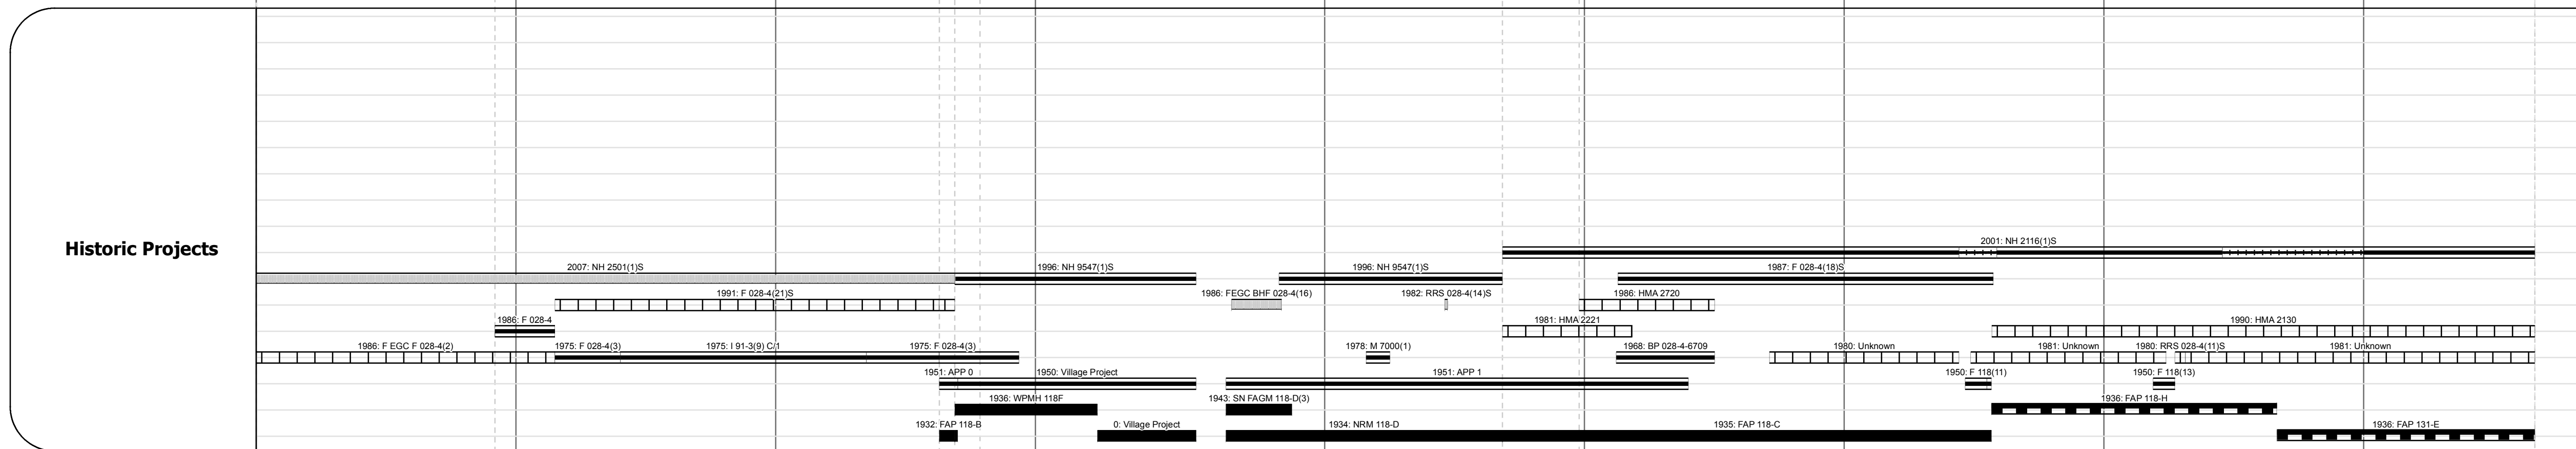 2001: NH 2116(1)S
Historic Projects
2007: NH 2501(1)S
1996: NH 9547(1)S
1996: NH 9547(1)S
1987: F 028-4(18)S
1991: F 028-4(21)S
1986: FEGC BHF 028-4(16)
1982: RRS 028-4(14)S
1986: HMA 2720
1986: F 028-4
1981: HMA 2221
1990: HMA 2130
1986: F EGC F 028-4(2)
1975: F 028-4(3)
1975: I 91-3(9) C/1
1975: F 028-4(3)
1978: M 7000(1)
1968: BP 028-4-6709
1980: Unknown
1981: Unknown
1980: RRS 028-4(11)S
1981: Unknown
1951: APP 0
1950: Village Project
1951: APP 1
1950: F 118(11)
1950: F 118(13)
1936: WPMH 118F
1943: SN FAGM 118-D(3)
1936: FAP 118-H
1932: FAP 118-B
0: Village Project
1934: NRM 118-D
1935: FAP 118-C
1936: FAP 131-E